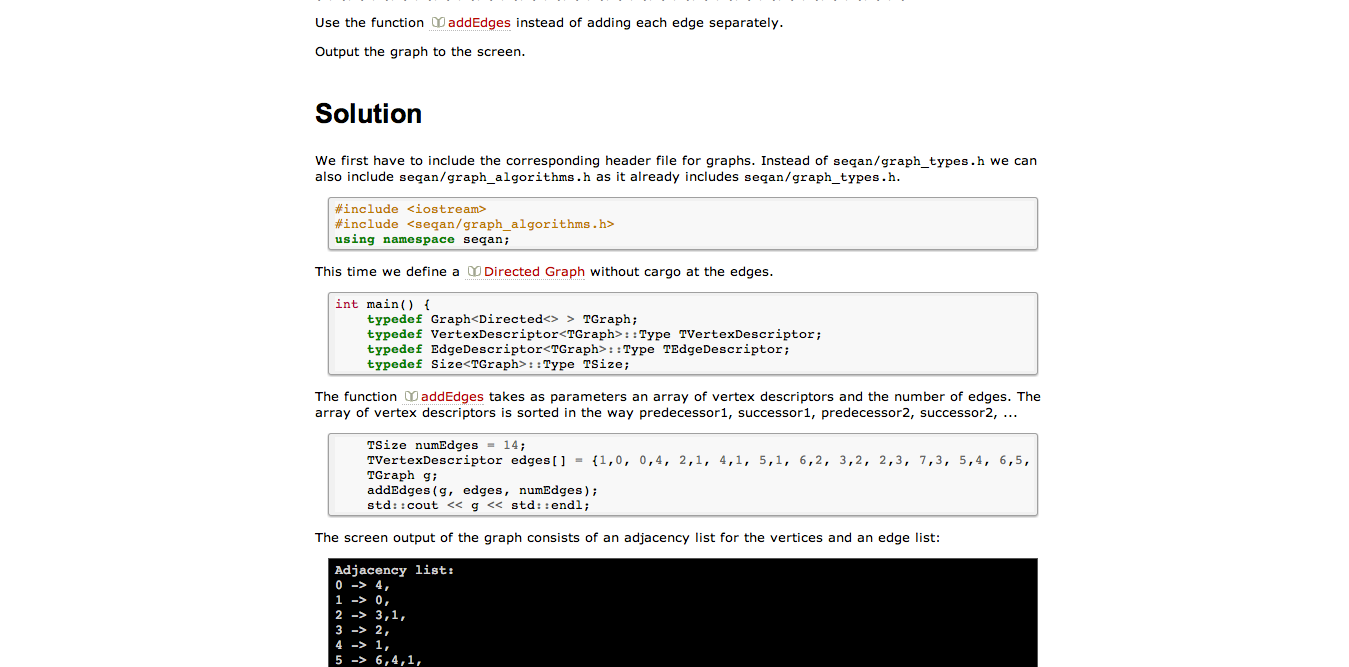 Use the function addEdges instead of adding each edge separately.
Output the graph to the screen.
Solution
We first have to include the corresponding header file for graphs. Instead of seqan/graph_types.h we can
also include seqan/graph_algorithms.h as it already includes seqan/graph_types.h.
#include <iostream>
#include <seqan/graph_algorithms.h>
using namespace seqan;
This time we define a Directed Graph without cargo at the edges.
int main() {
    typedef Graph<Directed<> > TGraph;
    typedef VertexDescriptor<TGraph>::Type TVertexDescriptor;
    typedef EdgeDescriptor<TGraph>::Type TEdgeDescriptor;
    typedef Size<TGraph>::Type TSize;
The function addEdges takes as parameters an array of vertex descriptors and the number of edges. The
array of vertex descriptors is sorted in the way predecessor1, successor1, predecessor2, successor2, ...
    TSize numEdges = 14;
    TVertexDescriptor edges[] = {1,0, 0,4, 2,1, 4,1, 5,1, 6,2, 3,2, 2,3, 7,3, 5,4, 6,5,
    TGraph g;
    addEdges(g, edges, numEdges);
    std::cout << g << std::endl;
The screen output of the graph consists of an adjacency list for the vertices and an edge list:
Adjacency list:
0 -> 4,
1 -> 0,
2 -> 3,1,
3 -> 2,
4 -> 1,
5 -> 6,4,1,